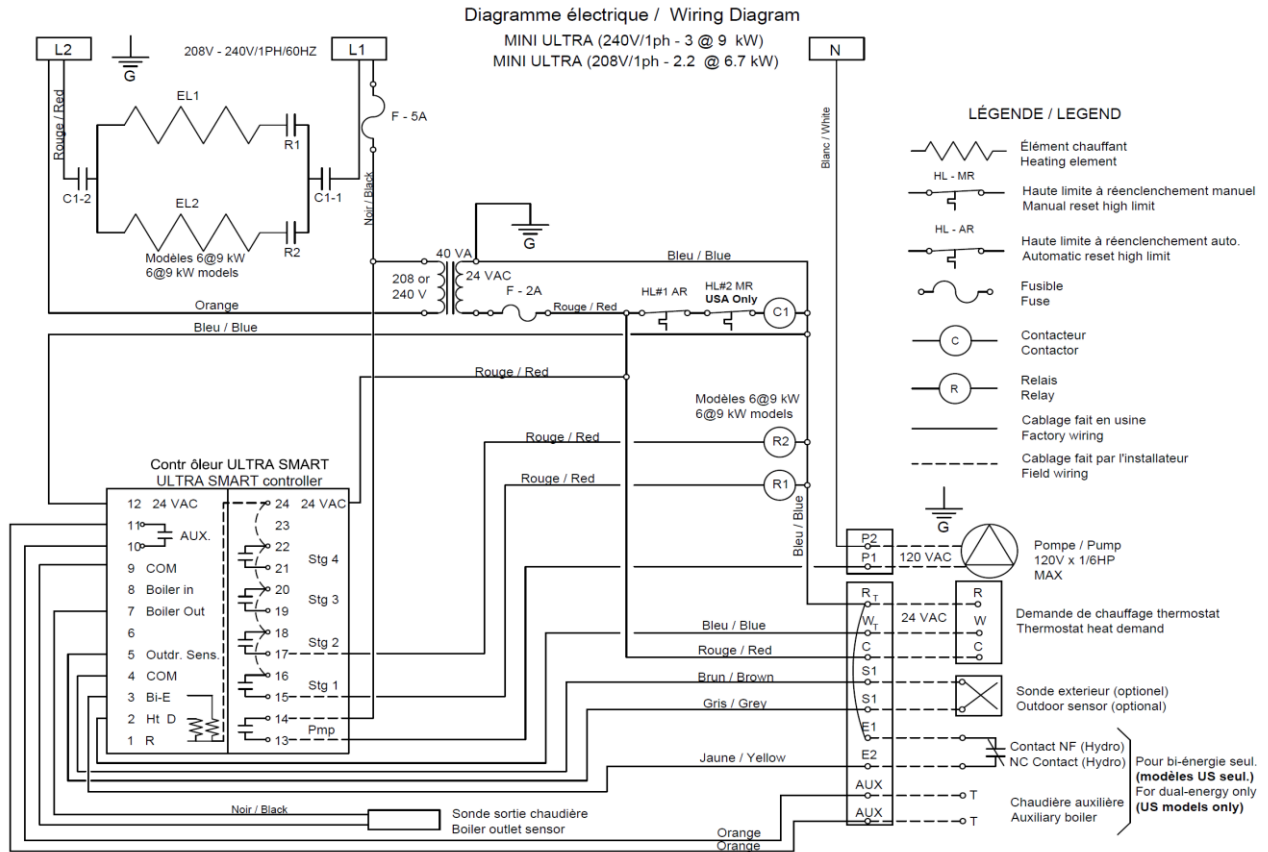 Diagramme électrique / Wiring Diagram
MINI ULTRA (240V/1ph - 3 @ 9 kW)
MINI ULTRA (208V/1ph - 2.2 @ 6.7 kW)
L2
208V - 240V/1PH/60HZ
L1
N
G
Rouge / Red
EL1
R1
F - 5A
C1-2
C1-1
EL2
R2
Modèles 6@9 kW
6@9 kW models
Noir / Black
Blanc / White
G
40 VA
208 or
240 V
24 VAC
F - 2A
Bleu / Blue
Rouge / Red
HL#1 AR
HL#2 MR
USA Only
C1
Orange
Bleu / Blue
Rouge / Red
Modèles 6@9 kW
6@9 kW models
Rouge / Red
R2
Rouge / Red
R1
Bleu / Blue
LÉGENDE / LEGEND
Élément chauffant
Heating element
HL - MR
Haute limite à réenclenchement manuel
Manual reset high limit
HL - AR
Haute limite à réenclenchement auto.
Automatic reset high limit
Fusible
Fuse
C
Contacteur
Contactor
R
Relais
Relay
Cablage fait en usine
Factory wiring
Cablage fait par l'installateur
Field wiring
G
Contr ôleur ULTRA SMART
ULTRA SMART controller
12 24 VAC
11
AUX.
10
9 COM
8 Boiler in
7 Boiler Out
6
5 Outdr. Sens.
4 COM
3 Bi-E
2 Ht D
1 R
24 24 VAC
23
22
Stg 4
21
20
Stg 3
19
18
Stg 2
17
16
Stg 1
15
14
Pmp
13
P2
P1
120 VAC
Pompe / Pump
120V x 1/6HP
MAX
RT
R
24 VAC
Bleu / Blue
WT
W
Rouge / Red
C
C
Demande de chauffage thermostat
Thermostat heat demand
Brun / Brown
S1
Gris / Grey
S1
Sonde exterieur (optionel)
Outdoor sensor (optional)
E1
Jaune / Yellow
E2
Contact NF (Hydro)
NC Contact (Hydro)
AUX
T
AUX
T
Chaudière auxilière
Auxiliary boiler
Pour bi-énergie seul.
(modèles US seul.)
For dual-energy only
(US models only)
Noir / Black
Sonde sortie chaudière
Boiler outlet sensor
Orange
Orange